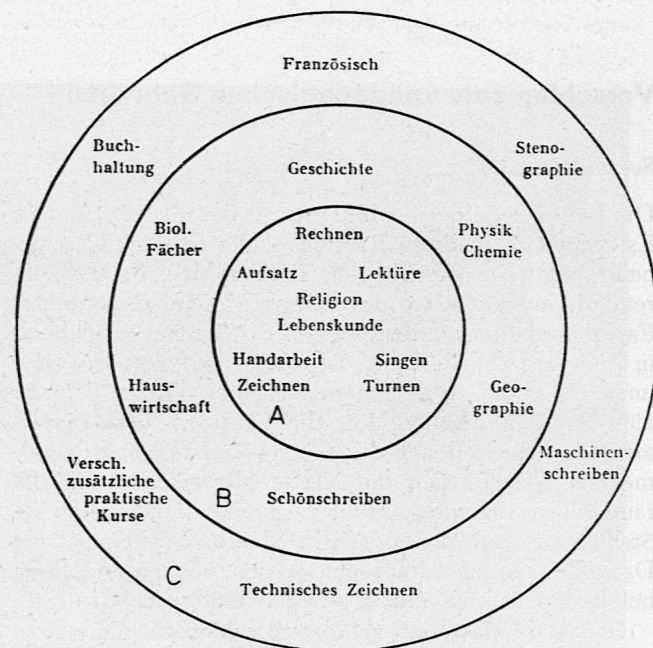 Französisch
Buch-
haltung
Steno-
graphie
Geschichte
Biol.
Fächer
Physik
Chemie
Rechnen
Aufsatz Lektüre
Religion
Lebenskunde
Handarbeit
Zeichnen
Singen
Turnen
A
Haus-
wirtschaft
Geo-
graphie
Maschinen-
schreiben
Versch.
zusätzliche
praktische
Kurse
B
Schönschreiben
C
Technisches Zeichnen